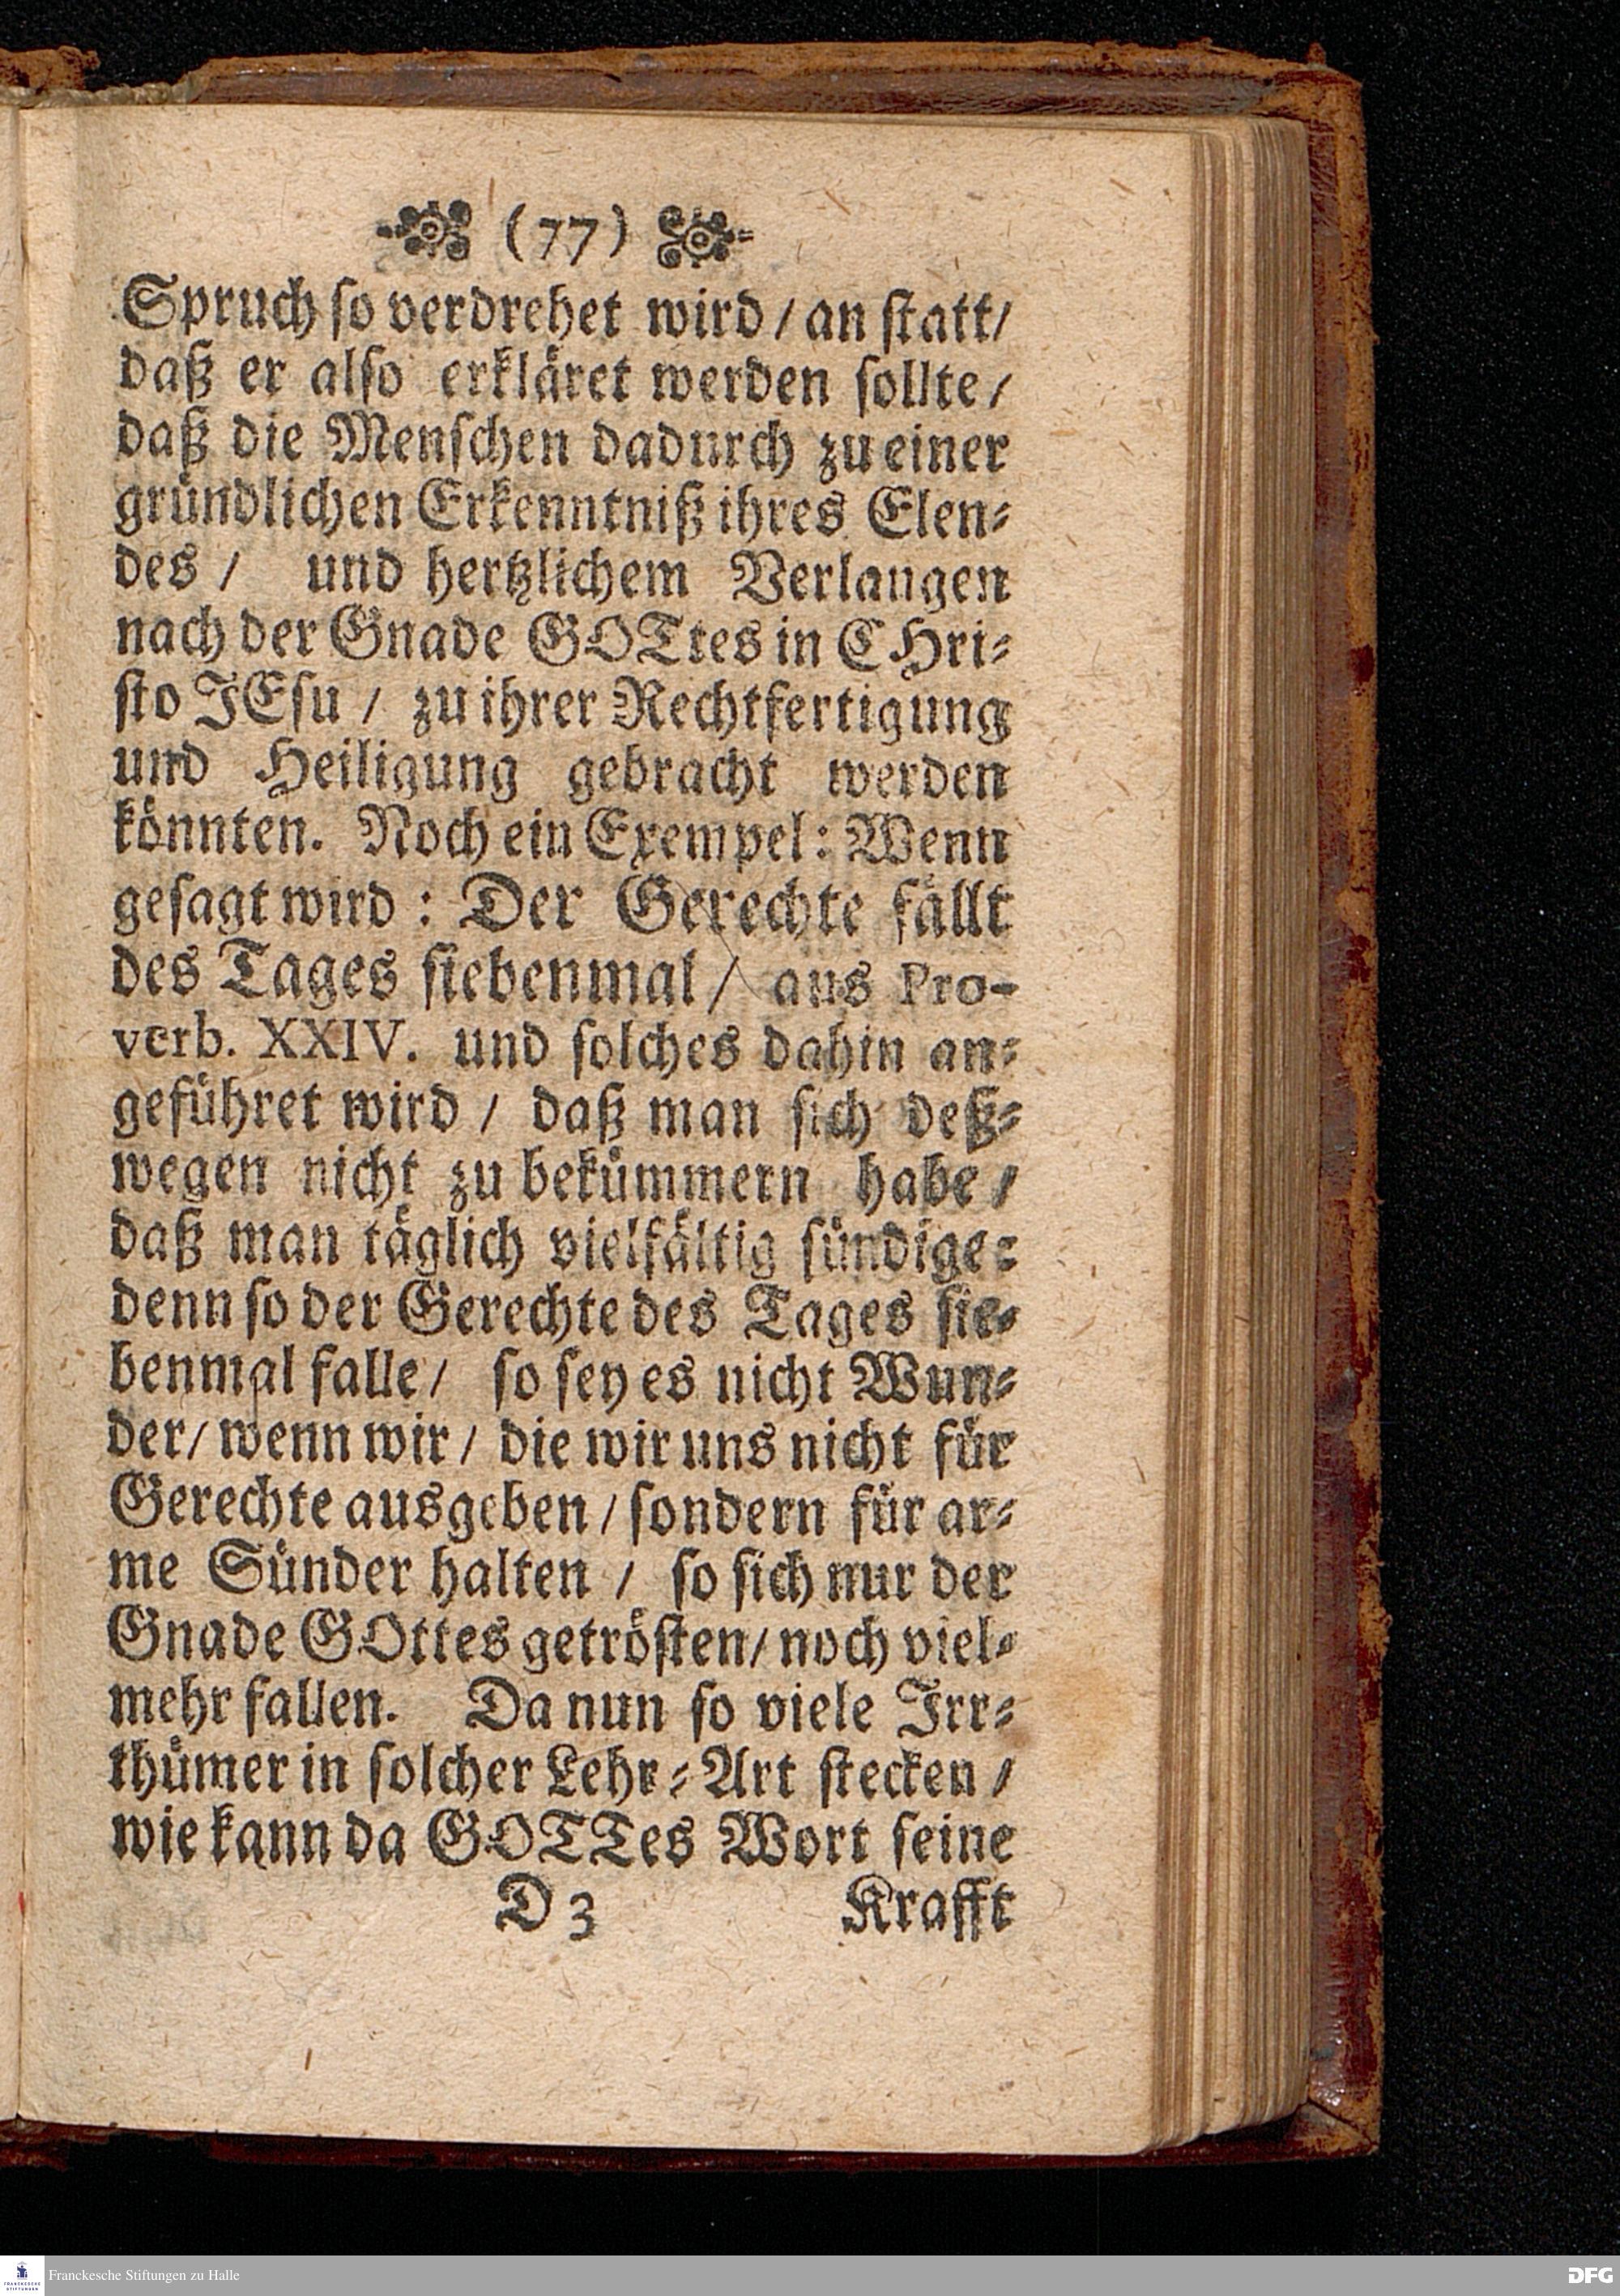 (77)
Spruch so verdrehet wird / an statt /
daß er also erkläret werden sollte /
daß die Menschen dadurch zu einer
gründlichen Erkenntniß ihres Elen-
des / und hertzlichem Verlangen
nach der Gnade GOTtes in CHri-
sto JEsu / zu ihrer Rechtfertigung
und Heiligung gebracht werden
könnten. Noch ein Exempel: Wenn
gesagt wird : Der Gerechte fällt
des Tages siebenmal / aus Pro-
verb. XXIV. und solches dahin an-
geführet wird / daß man sich deß-
wegen nicht zu bekümmern habe /
daß man täglich vielfältig sündige:
denn so der Gerechte des Tages sie-
benmal falle / so sey es nicht Wun-
der / wenn wir / die wir uns nicht für
Gerechte ausgeben / sondern für ar-
me Sünder halten / so sich nur der
Gnade GOttes getrösten / noch viel-
mehr fallen. Da nun so viele Irr-
thümer in solcher Lehr-Art stecken /
wie kann da GOTTes Wort seine
D 3 Krafft
FRANCKESCHE STIFTUNGEN
Franckesche Stiftungen zu Halle
DFG